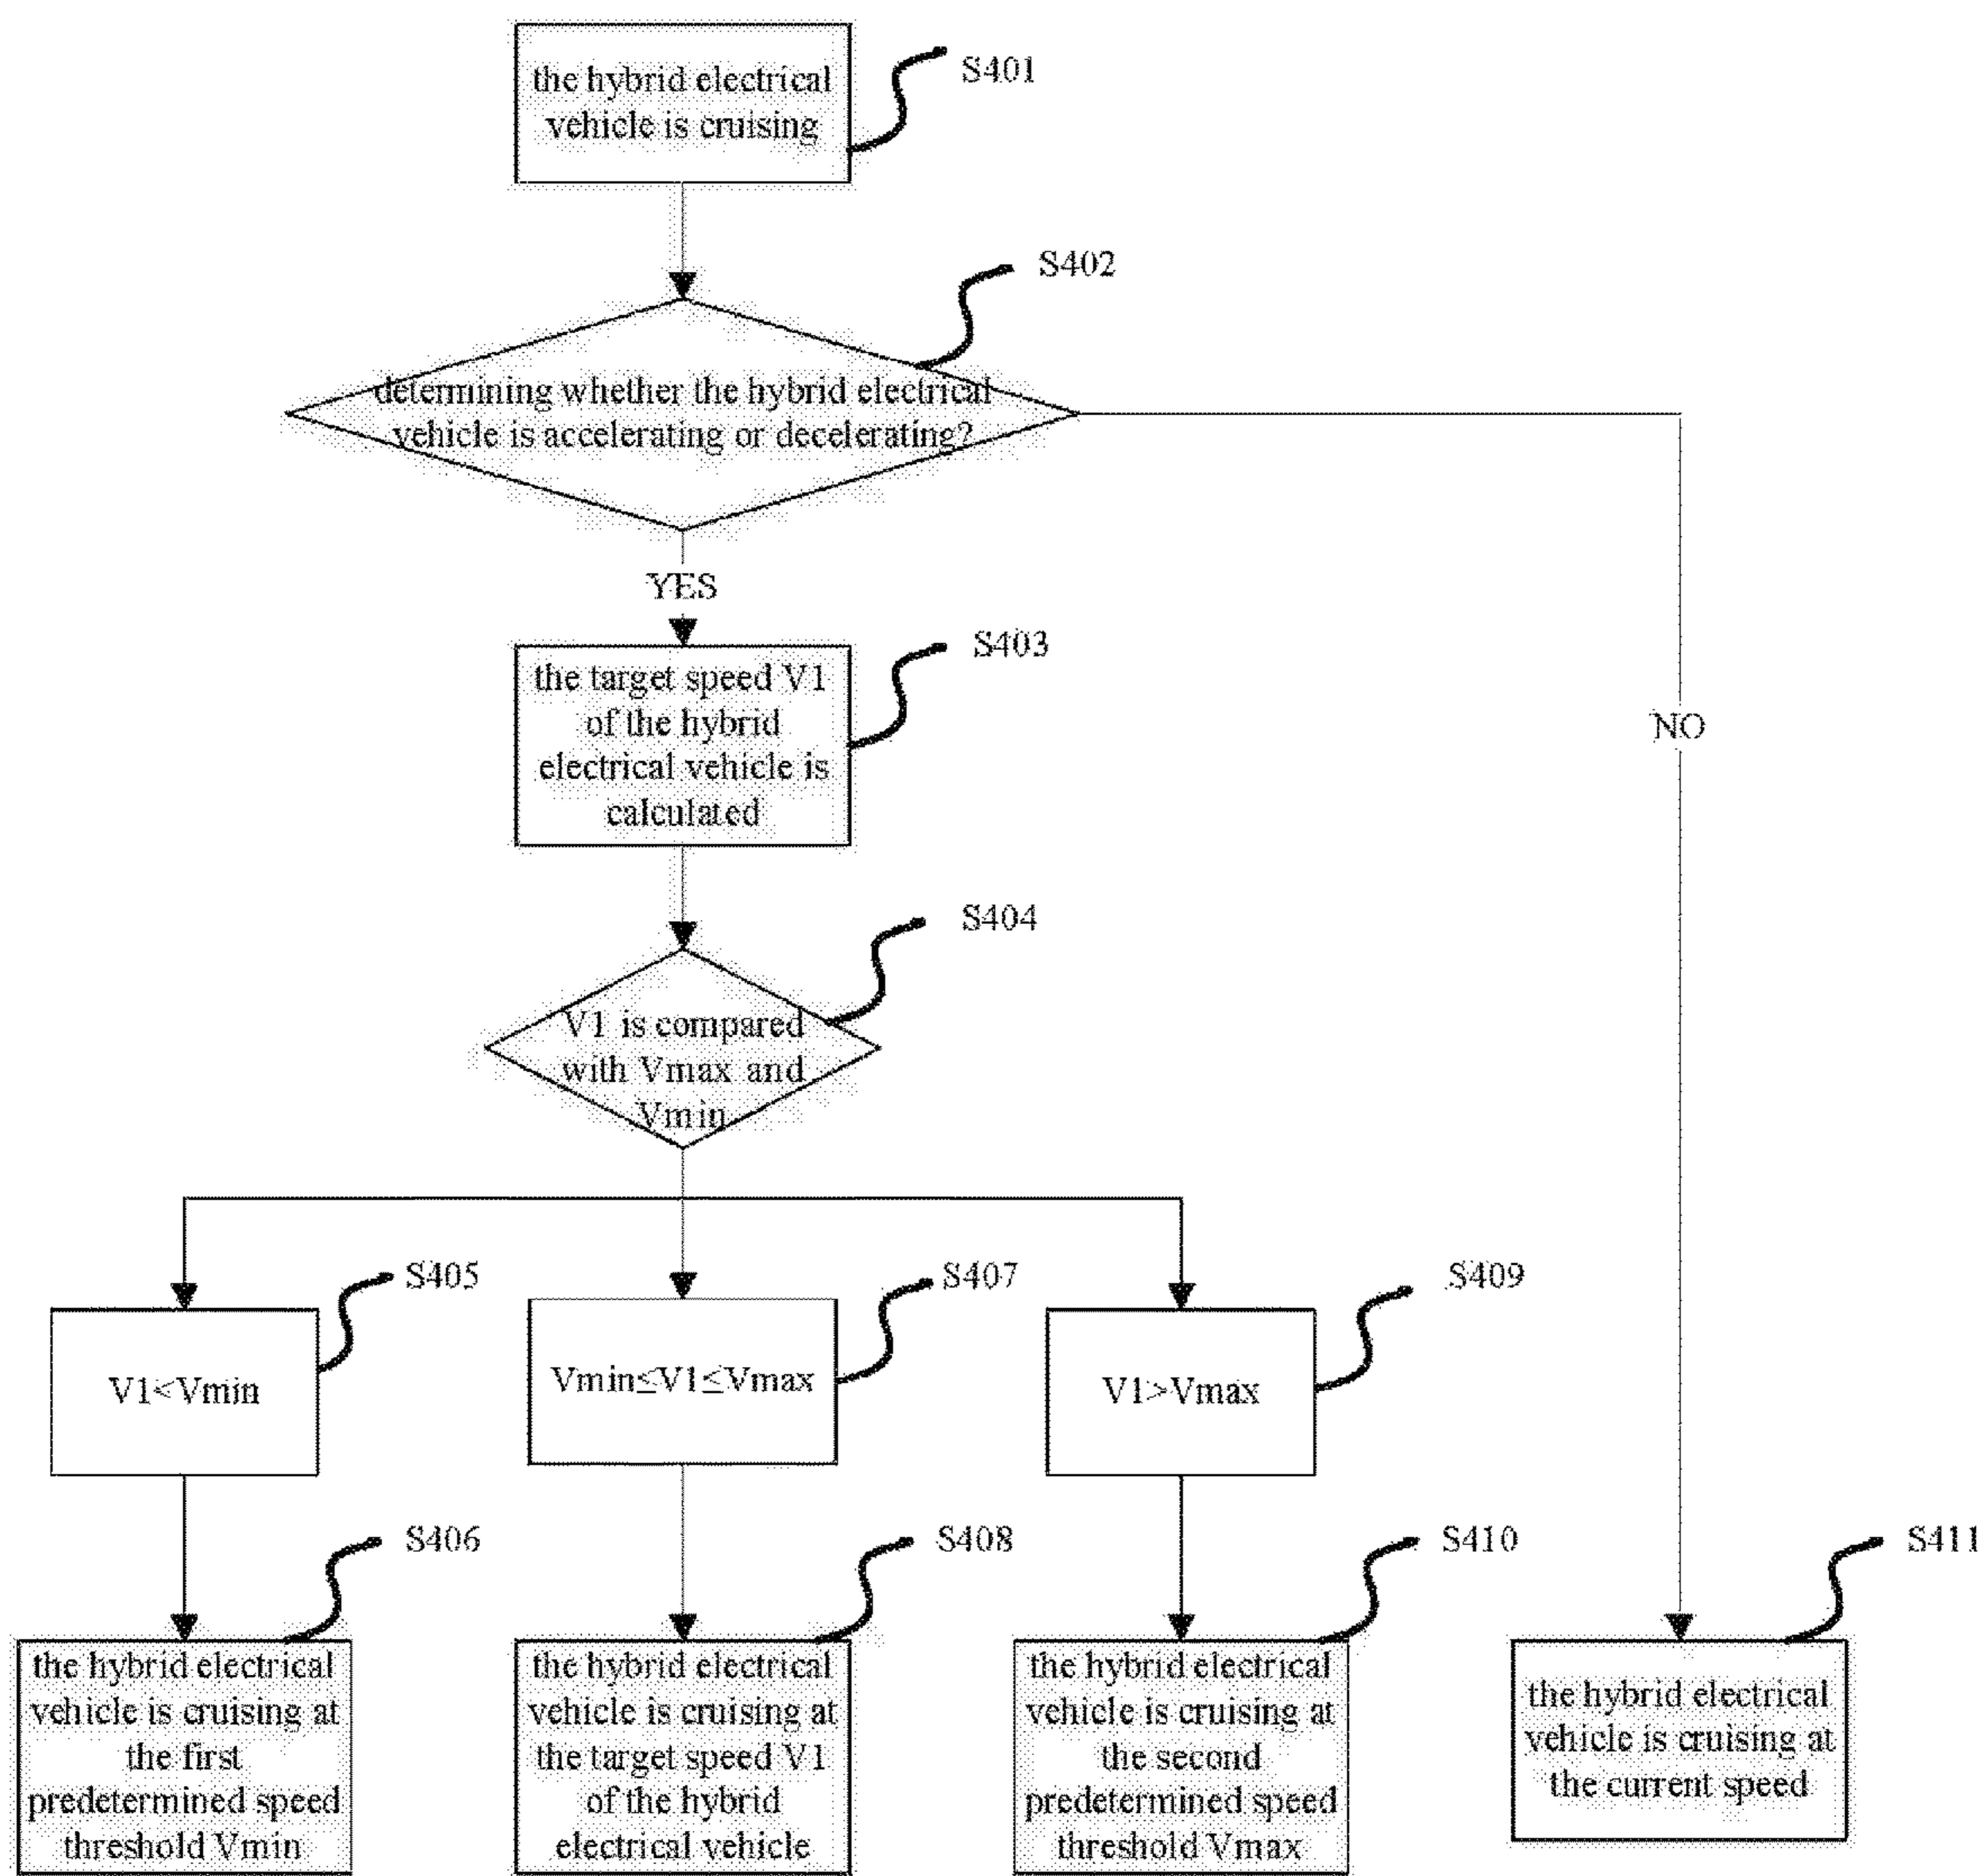 the hybrid electrical
vehicle is cruising
S401
S402
determining whether the hybrid electrical
vehicle is accelerating or decelerating?
YES
NO
S403
the target speed V1
of the hybrid
electrical vehicle is
calculated
S404
V1 is compared
with Vmax and
Vmin
S405
S407
S409
V1<Vmin
Vmin≤V1≤Vmax
V1>Vmax
S406
S408
S410
S411
the hybrid electrical
vehicle is cruising at
the first
predetermined speed
threshold Vmin
the hybrid electrical
vehicle is cruising at
the target speed V1
of the hybrid
electrical vehicle
the hybrid electrical
vehicle is cruising at
the second
predetermined speed
threshold Vmax
the hybrid electrical
vehicle is cruising at
the current speed